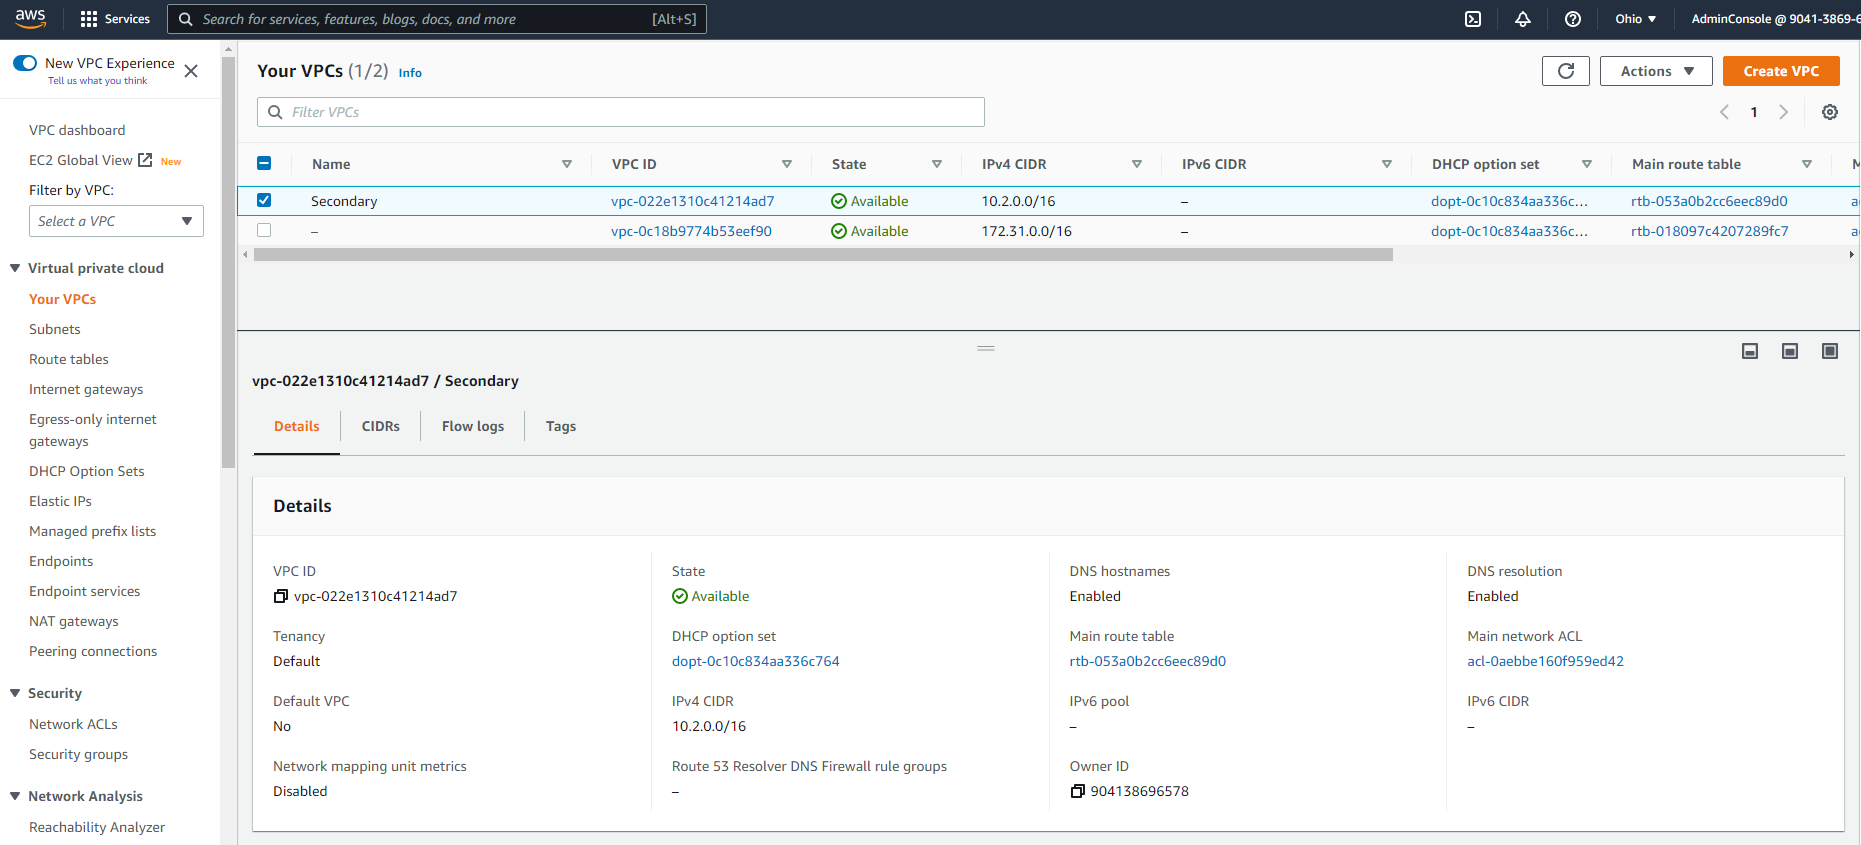 aws
Services
Search for services, features, blogs, docs, and more
[Alt+S]
Ohio
AdminConsole @ 9041-3869-6
New VPC Experience
Tell us what you think
VPC dashboard
EC2 Global View New
Filter by VPC:
Select a VPC
Virtual private cloud
Your VPCs
Subnets
Route tables
Internet gateways
Egress-only internet
gateways
DHCP Option Sets
Elastic IPs
Managed prefix lists
Endpoints
Endpoint services
NAT gateways
Peering connections
Security
Network ACLs
Security groups
Network Analysis
Reachability Analyzer
Your VPCs (1/2) Info
Actions
Create VPC
Filter VPCs
1
Name VPC ID State IPv4 CIDR IPv6 CIDR DHCP option set Main route table
Secondary vpc-022e1310c41214ad7 Available 10.2.0.0/16 – dopt-0c10c834aa336c... rtb-053a0b2cc6eec89d0
– vpc-0c18b9774b53eef90 Available 172.31.0.0/16 – dopt-0c10c834aa336c... rtb-018097c4207289fc7
vpc-022e1310c41214ad7 / Secondary
Details CIDRs Flow logs Tags
Details
VPC ID
vpc-022e1310c41214ad7
State
Available
DNS hostnames
Enabled
DNS resolution
Enabled
Tenancy
Default
DHCP option set
dopt-0c10c834aa336c764
Main route table
rtb-053a0b2cc6eec89d0
Main network ACL
acl-0aebbe160f959ed42
Default VPC
No
IPv4 CIDR
10.2.0.0/16
IPv6 pool
–
IPv6 CIDR
–
Network mapping unit metrics
Disabled
Route 53 Resolver DNS Firewall rule groups
–
Owner ID
904138696578